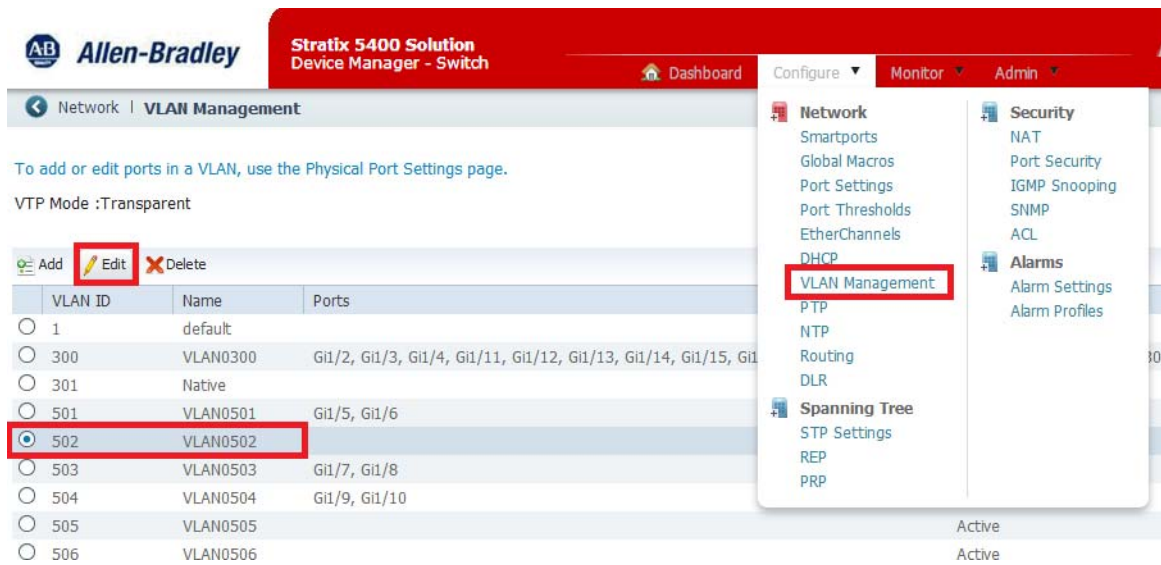 AB Allen-Bradley
Stratix 5400 Solution
Device Manager - Switch
Dashboard Configure Monitor Admin
Network | VLAN Management
To add or edit ports in a VLAN, use the Physical Port Settings page.
VTP Mode :Transparent
Add Edit Delete
VLAN ID Name Ports
1 default
300 VLAN0300 Gi1/2, Gi1/3, Gi1/4, Gi1/11, Gi1/12, Gi1/13, Gi1/14, Gi1/15, Gi1
301 Native
501 VLAN0501 Gi1/5, Gi1/6
502 VLAN0502
503 VLAN0503 Gi1/7, Gi1/8
504 VLAN0504 Gi1/9, Gi1/10
505 VLAN0505 Active
506 VLAN0506 Active
Network
Smartports
Global Macros
Port Settings
Port Thresholds
EtherChannels
DHCP
VLAN Management
PTP
NTP
Routing
DLR
Spanning Tree
STP Settings
REP
PRP
Security
NAT
Port Security
IGMP Snooping
SNMP
ACL
Alarms
Alarm Settings
Alarm Profiles